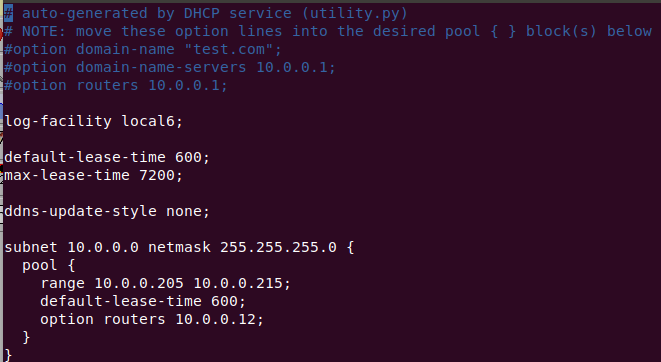 # auto-generated by DHCP service (utility.py)
# NOTE: move these option lines into the desired pool { } block(s) below
#option domain-name "test.com";
#option domain-name-servers 10.0.0.1;
#option routers 10.0.0.1;

log-facility local6;

default-lease-time 600;
max-lease-time 7200;

ddns-update-style none;

subnet 10.0.0.0 netmask 255.255.255.0 {
  pool {
    range 10.0.0.205 10.0.0.215;
    default-lease-time 600;
    option routers 10.0.0.12;
  }
}